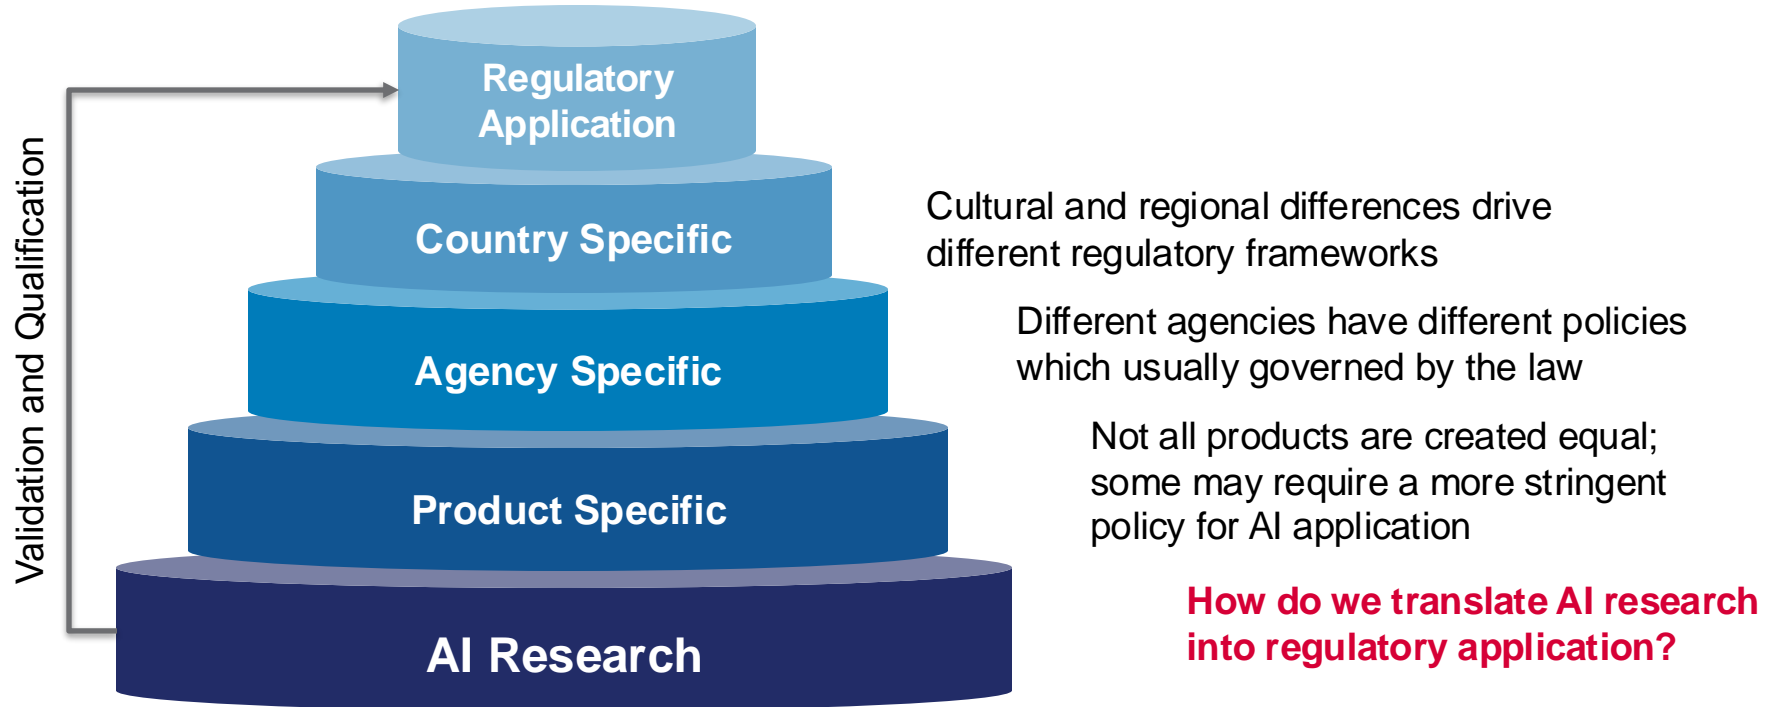 Regulatory
Application
Country Specific
Agency Specific
Product Specific
AI Research
Validation and Qualification
Cultural and regional differences drive
different regulatory frameworks
Different agencies have different policies
which usually governed by the law
Not all products are created equal;
some may require a more stringent
policy for AI application
How do we translate AI research
into regulatory application?